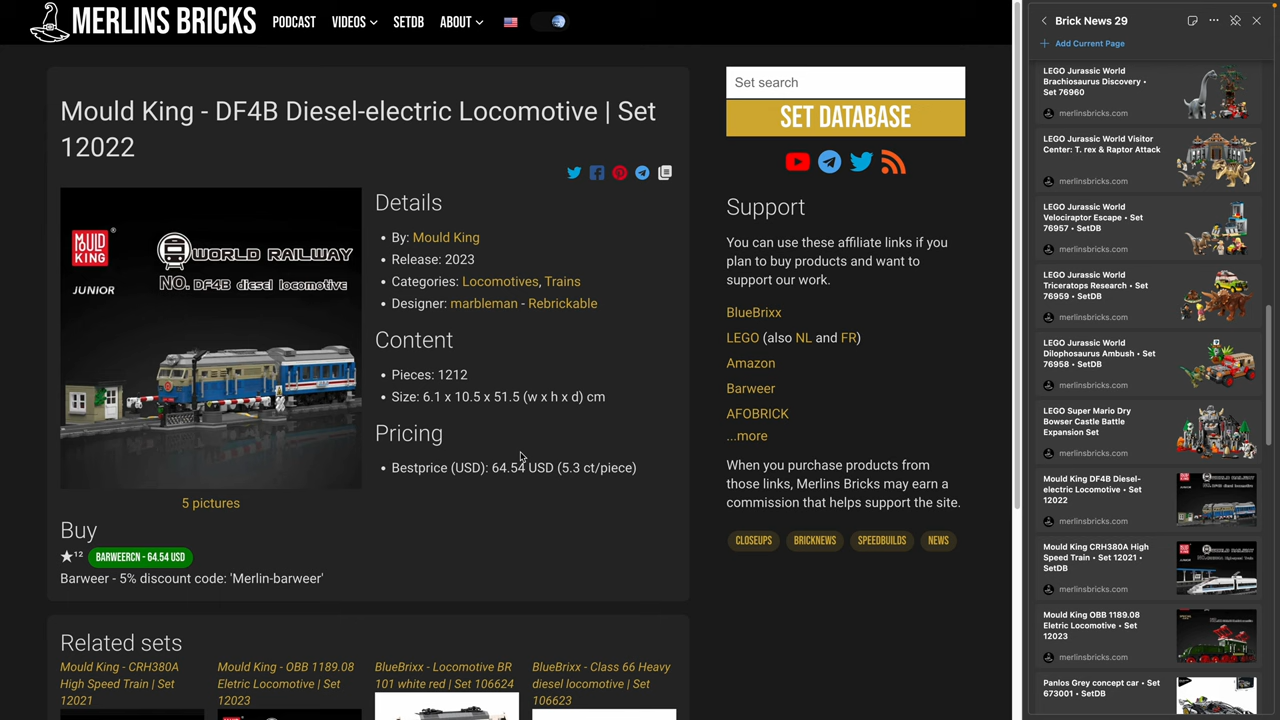 MERLINS BRICKS
PODCAST
VIDEOS
SETDB
ABOUT
Mould King - DF4B Diesel-electric Locomotive | Set
12022
MOULD
KING
®
JUNIOR
WORLD RAILWAY
NO. DF4B diesel locomotive
5 pictures
Details
By: Mould King
Release: 2023
Categories: Locomotives, Trains
Designer: marbleman - Rebrickable
Content
Pieces: 1212
Size: 6.1 x 10.5 x 51.5 (w x h x d) cm
Pricing
Bestprice (USD): 64.54 USD (5.3 ct/piece)
Buy
★12 BARWEERCN - 64.54 USD
Barweer - 5% discount code: 'Merlin-barweer'
Related sets
Mould King - CRH380A
High Speed Train | Set
12021
Mould King - OBB 1189.08
Eletric Locomotive | Set
12023
BlueBrixx - Locomotive BR
101 white red | Set 106624
BlueBrixx - Class 66 Heavy
diesel locomotive | Set
106623
Set search
SET DATABASE
Support
You can use these affiliate links if you
plan to buy products and want to
support our work.
BlueBrixx
LEGO (also NL and FR)
Amazon
Barweer
AFOBRICK
...more
When you purchase products from
those links, Merlins Bricks may earn a
commission that helps support the site.
CLOSEUPS
BRICKNEWS
SPEEDBUILDS
NEWS
Brick News 29
Add Current Page
LEGO Jurassic World
Brachiosaurus Discovery •
Set 76960
merlinsbricks.com
LEGO Jurassic World Visitor
Center: T. rex & Raptor Attack
merlinsbricks.com
LEGO Jurassic World
Velociraptor Escape • Set
76957 • SetDB
merlinsbricks.com
LEGO Jurassic World
Triceratops Research • Set
76959 • SetDB
merlinsbricks.com
LEGO Jurassic World
Dilophosaurus Ambush • Set
76958 • SetDB
merlinsbricks.com
LEGO Super Mario Dry
Bowser Castle Battle
Expansion Set
merlinsbricks.com
Mould King DF4B Diesel-
electric Locomotive • Set
12022
merlinsbricks.com
Mould King CRH380A High
Speed Train • Set 12021 •
SetDB
merlinsbricks.com
Mould King OBB 1189.08
Eletric Locomotive • Set
12023
merlinsbricks.com
Panlos Grey concept car • Set
673001 • SetDB